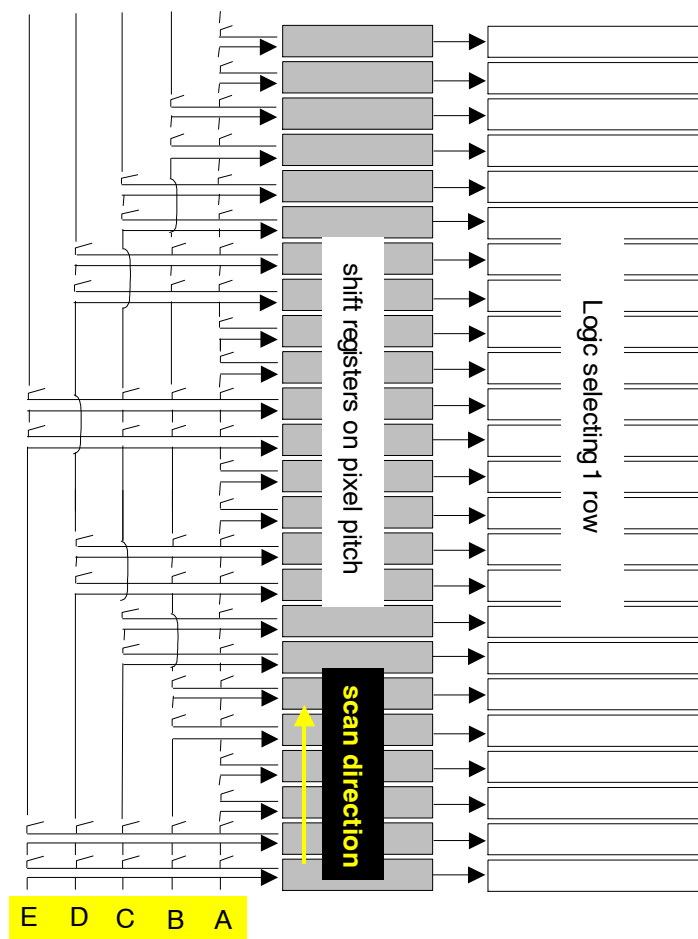 shift registers on pixel pitch
Logic selecting 1 row
scan direction
E D C B A